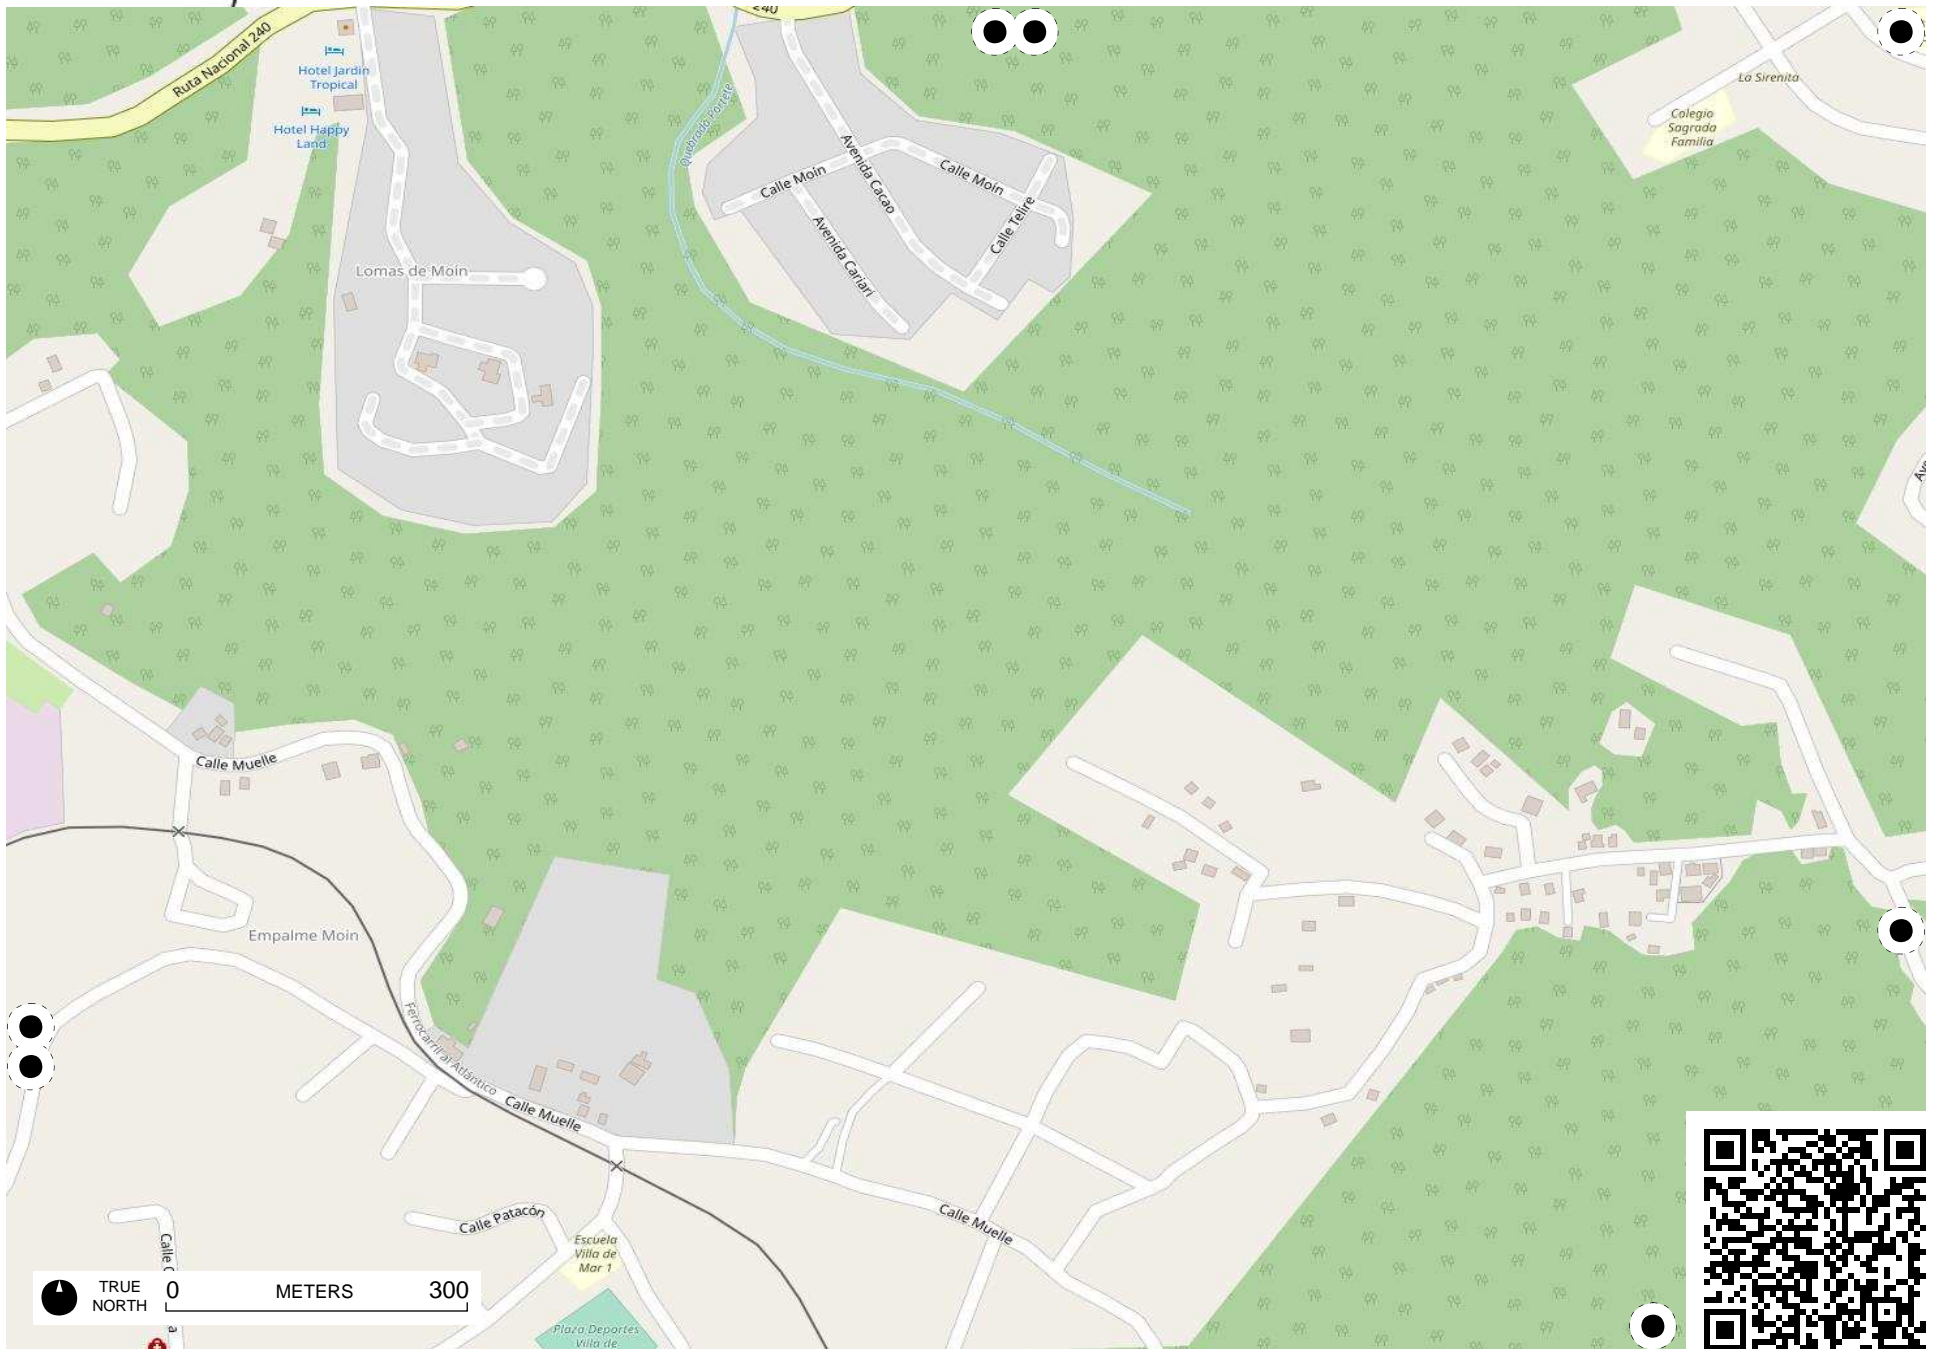 Ruta Nacional 240
240
Hotel Jardín
Tropical
Hotel Happy
Land
Quebrada Portete
La Sirenita
Colegio
Sagrada
Familia
Calle Moín
Avenida Cacao
Calle Moín
Calle Telire
Avenida Cariari
Lomas de Moín
Calle Muelle
Empalme Moín
Ferrocarril al Atlántico
Calle Muelle
Calle Patacón
Calle Muelle
Escuela
Villa de
Mar 1
Plaza Deportes
Villa de
TRUE
NORTH
0 METERS 300